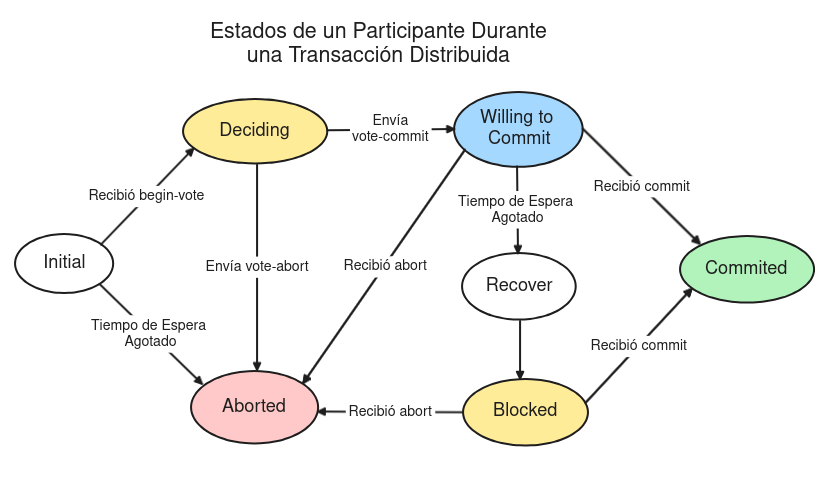 Estados de un Participante Durante
una Transacción Distribuida
Deciding
Envía
vote-commit
Willing to
Commit
Recibió begin-vote
Recibió commit
Tiempo de Espera
Agotado
Initial
Envía vote-abort
Recibió abort
Commited
Recover
Tiempo de Espera
Agotado
Recibió commit
Aborted
Recibió abort
Blocked